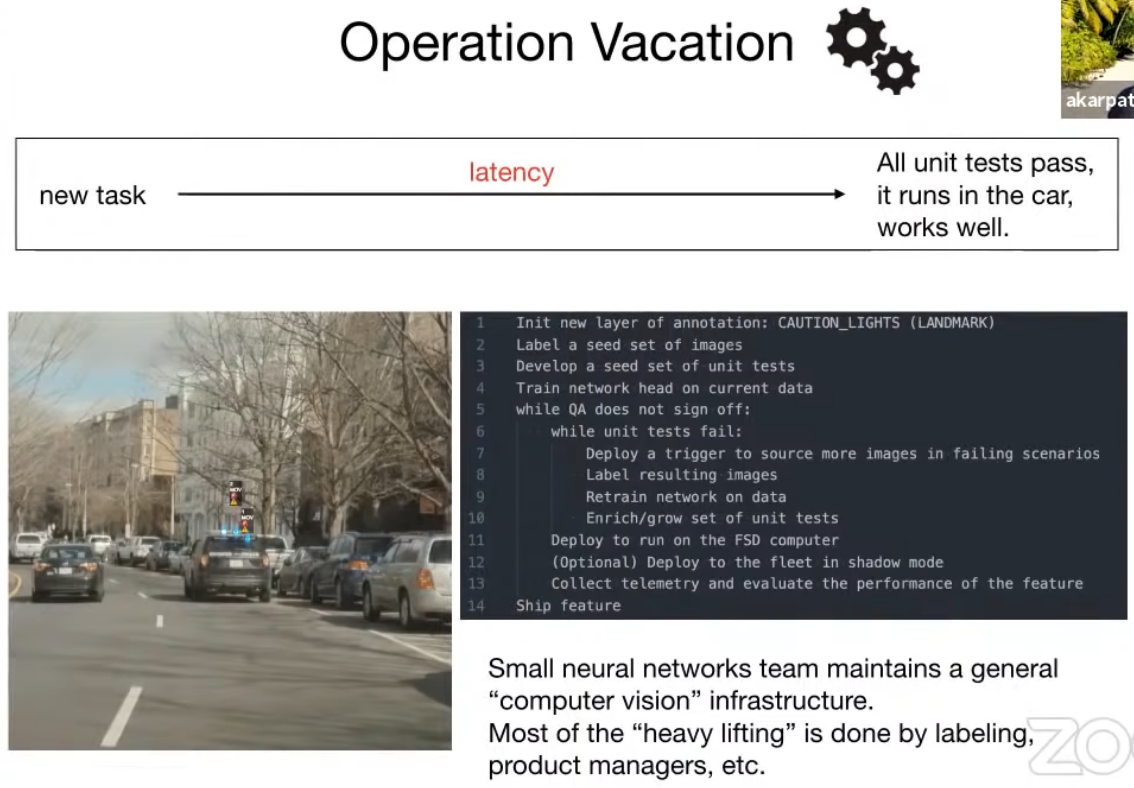 Operation Vacation
akarpat
new task
latency
All unit tests pass,
it runs in the car,
works well.
2
MOV
1
MOV
1 Init new layer of annotation: CAUTION_LIGHTS (LANDMARK)
2 Label a seed set of images
3 Develop a seed set of unit tests
4 Train network head on current data
5 while QA does not sign off:
6 while unit tests fail:
7 Deploy a trigger to source more images in failing scenarios
8 Label resulting images
9 Retrain network on data
10 Enrich/grow set of unit tests
11 Deploy to run on the FSD computer
12 (Optional) Deploy to the fleet in shadow mode
13 Collect telemetry and evaluate the performance of the feature
14 Ship feature
Small neural networks team maintains a general
“computer vision” infrastructure.
Most of the “heavy lifting” is done by labeling,
product managers, etc.
ZO